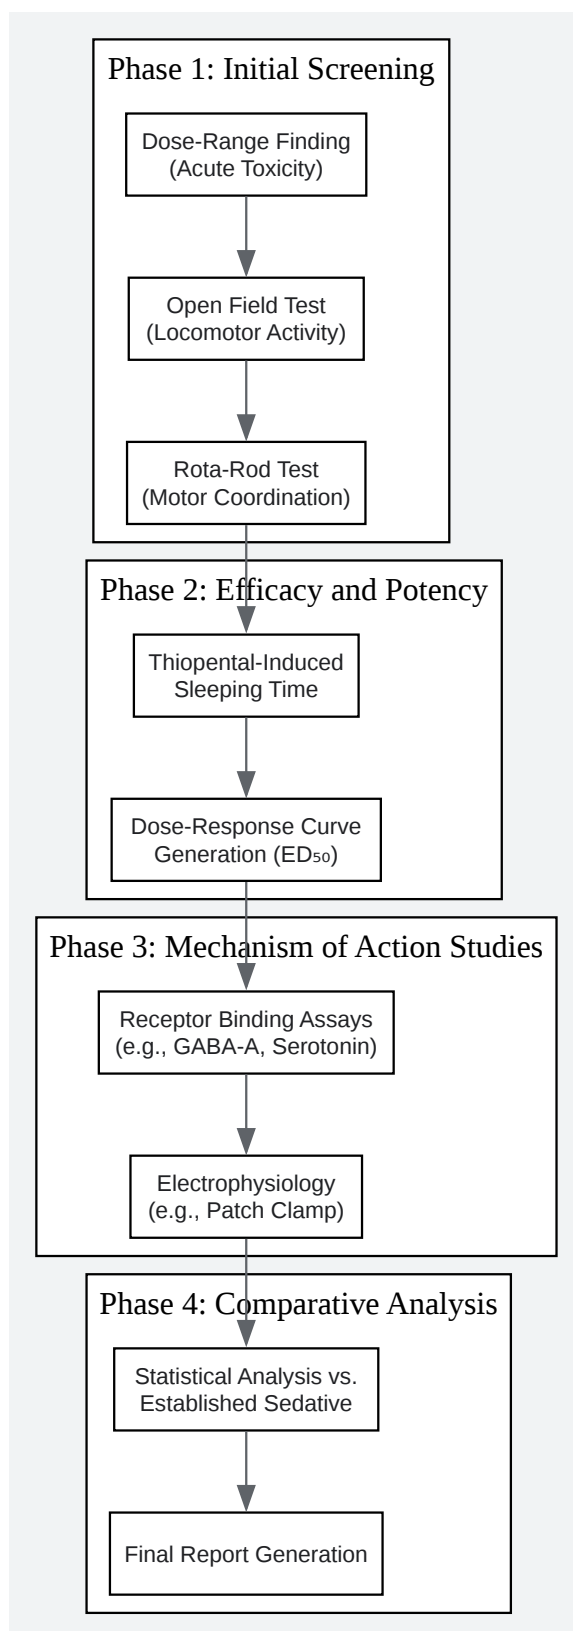 Phase 1: Initial Screening
Dose-Range Finding
(Acute Toxicity)
Open Field Test
(Locomotor Activity)
Rota-Rod Test
(Motor Coordination)
Phase 2: Efficacy and Potency
Thiopental-Induced
Sleeping Time
Dose-Response Curve
Generation (ED₅₀)
Phase 3: Mechanism of Action Studies
Receptor Binding Assays
(e.g., GABA-A, Serotonin)
Electrophysiology
(e.g., Patch Clamp)
Phase 4: Comparative Analysis
Statistical Analysis vs.
Established Sedative
Final Report Generation